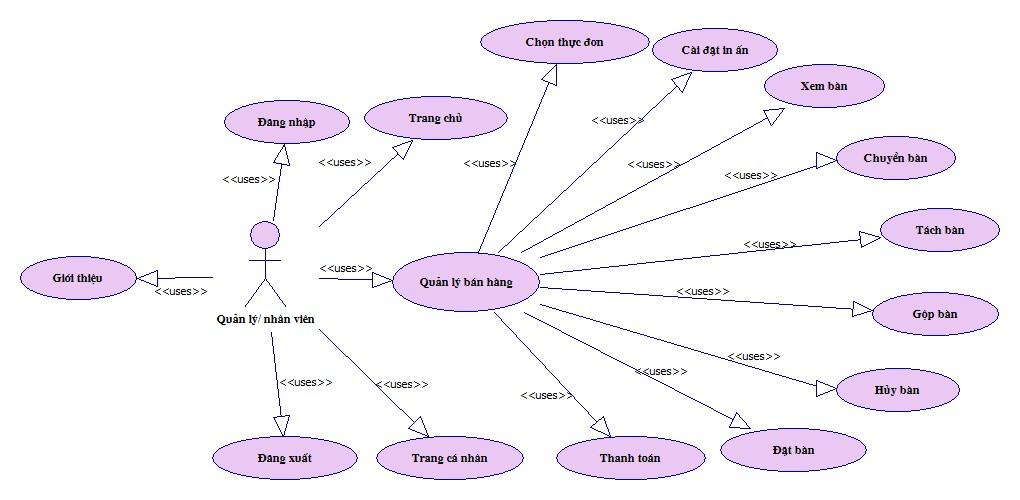 Chọn thực đơn
Cài đặt in ấn
Xem bàn
Đăng nhập
Trang chủ
<<uses>>
<<uses>>
<<uses>>
<<uses>>
Chuyển bàn
<<uses>>
<<uses>>
Tách bàn
<<uses>>
Giới thiệu
<<uses>>
<<uses>>
Quản lý bán hàng
<<uses>>
Quản lý/ nhân viên
Gộp bàn
<<uses>>
<<uses>>
<<uses>>
<<uses>>
<<uses>>
Hủy bàn
Đăng xuất
Trang cá nhân
Thanh toán
Đặt bàn